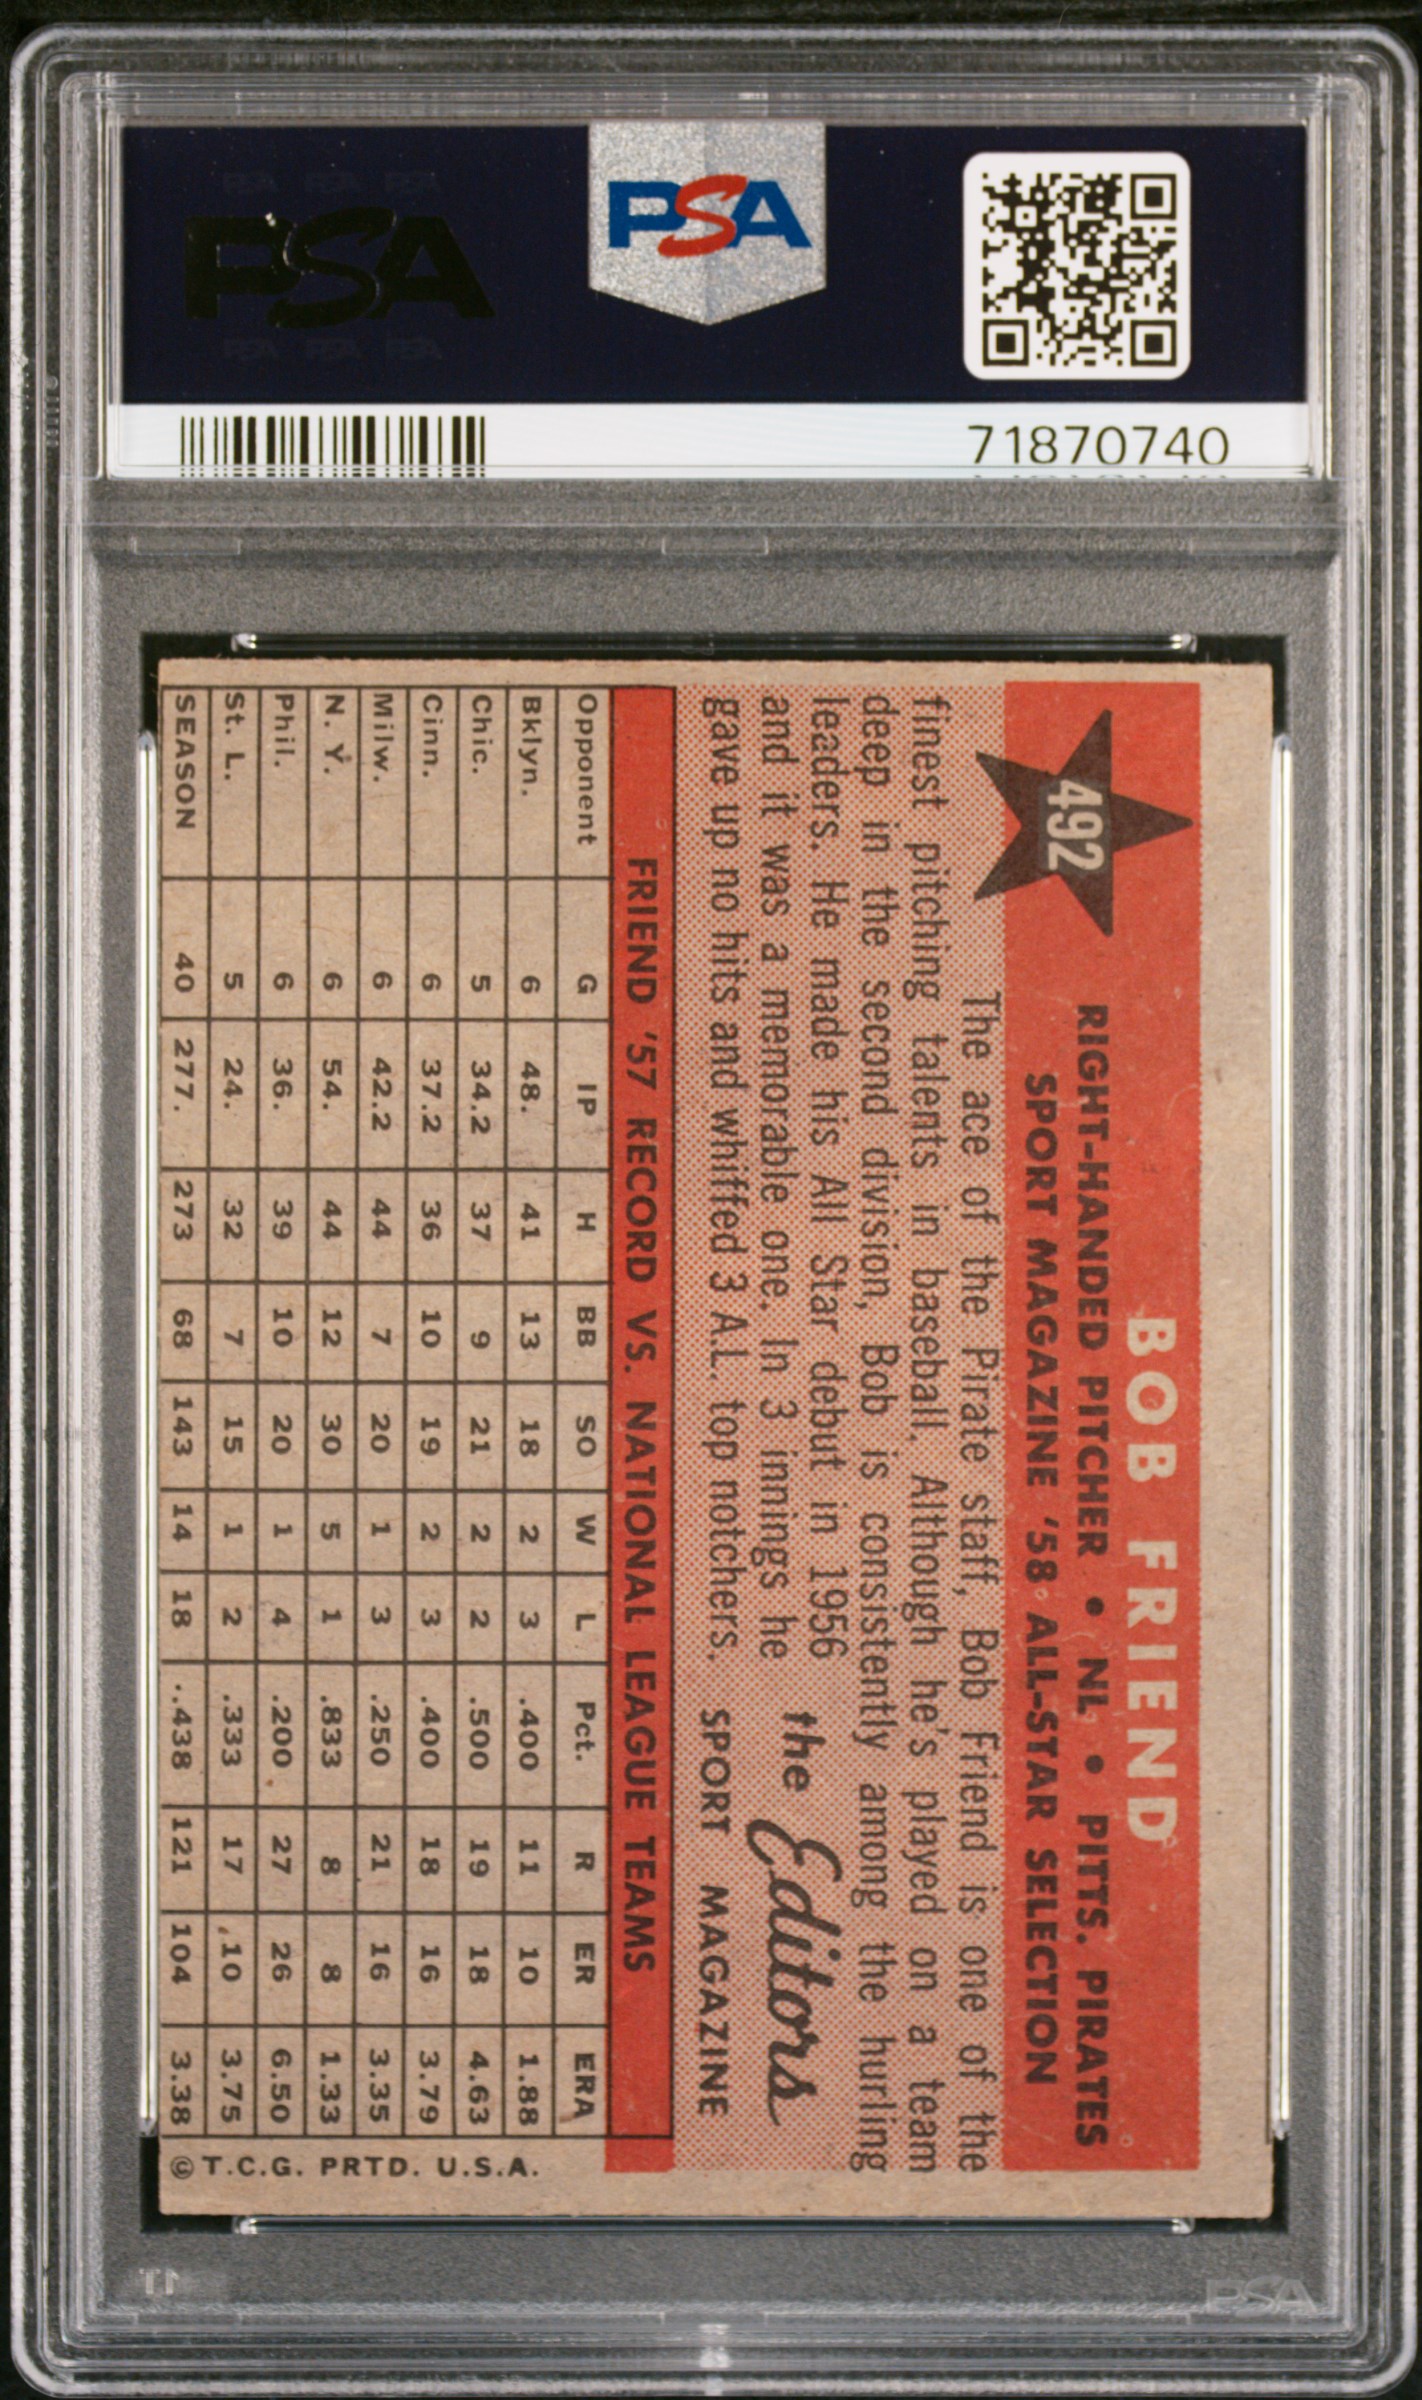 PSA PSA PSA
PSA
PSA PSA PSA
PSA
71870740
492
BOB FRIEND
RIGHT-HANDED PITCHER • NL • PITTS. PIRATES
SPORT MAGAZINE '58 ALL-STAR SELECTION
The ace of the Pirate staff, Bob Friend is one of the
finest pitching talents in baseball. Although he's played on a team
deep in the second division, Bob is consistently among the hurling
leaders. He made his All Star debut in 1956
and it was a memorable one. In 3 innings he
gave up no hits and whiffed 3 A.L. top notchers.
the Editors
SPORT MAGAZINE
FRIEND '57 RECORD VS. NATIONAL LEAGUE TEAMS
Opponent G IP H BB SO W L Pct. R ER ERA
Bklyn. 6 48. 41 13 18 2 3 .400 11 10 1.88
Chic. 5 34.2 37 9 21 2 2 .500 19 18 4.63
Cinn. 6 37.2 36 10 19 2 3 .400 18 16 3.79
Milw. 6 42.2 44 7 20 1 3 .250 21 16 3.35
N. Y. 6 54. 44 12 30 5 1 .833 8 8 1.33
Phil. 6 36. 39 10 20 1 4 .200 27 26 6.50
St. L. 5 24. 32 7 15 1 2 .333 17 10 3.75
SEASON 40 277. 273 68 143 14 18 .438 121 104 3.38
© T.C.G. PRTD. U.S.A.
PSA